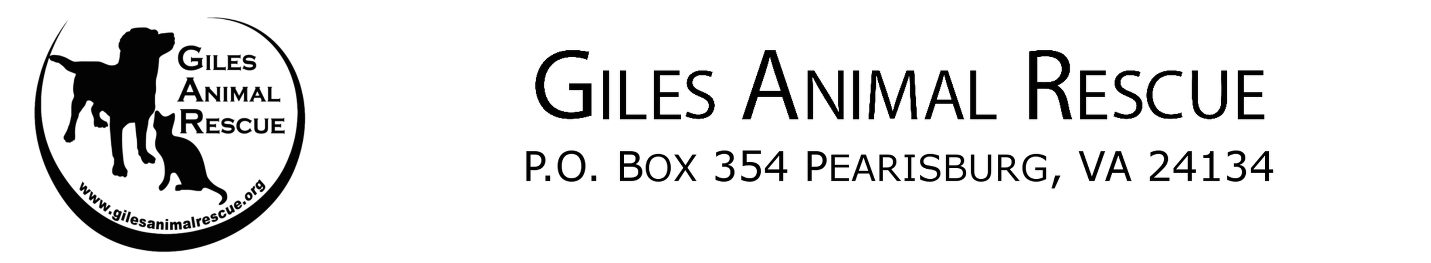 GILES
ANIMAL
RESCUE
www.gilesanimalrescue.org
GILES ANIMAL RESCUE
P.O. BOX 354 PEARISBURG, VA 24134